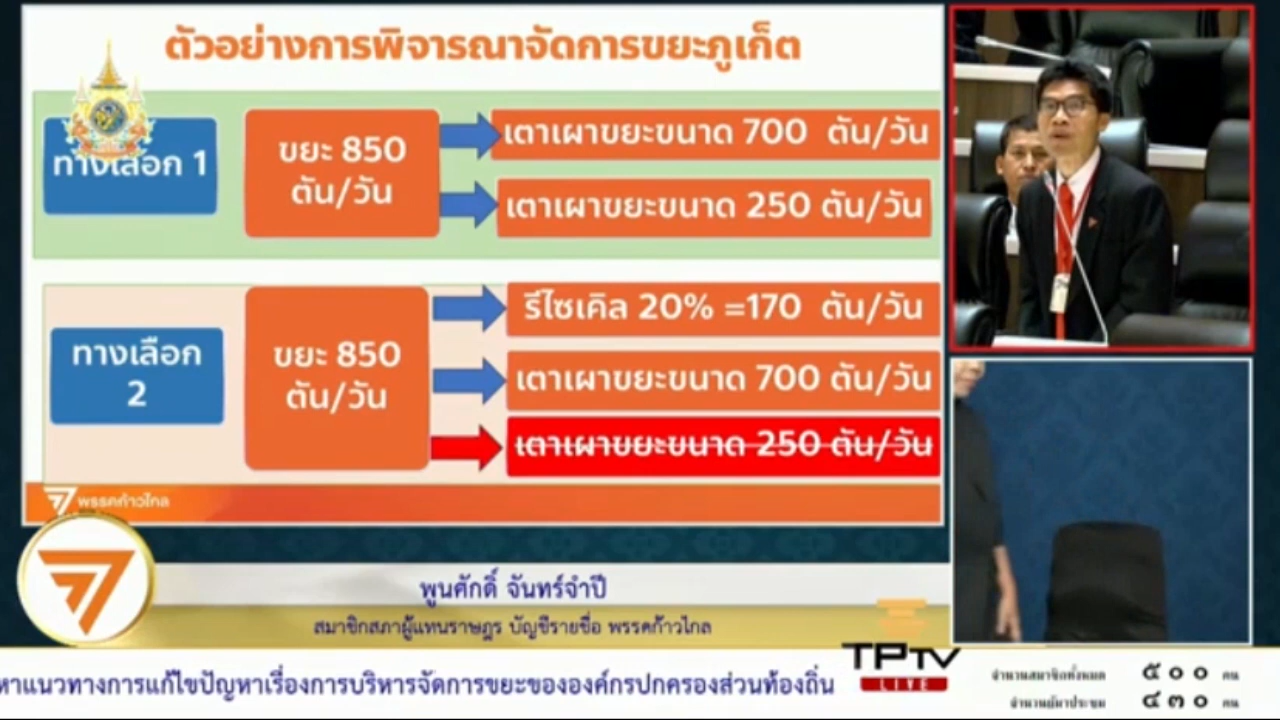 ตัวอย่างการพิจารณาจัดการขยะภูเก็ต
ทางเลือก 1
ขยะ 850
ตัน/วัน
เตาเผาขยะขนาด 700 ตัน/วัน
เตาเผาขยะขนาด 250 ตัน/วัน
ทางเลือก
2
ขยะ 850
ตัน/วัน
รีไซเคิล 20% =170 ตัน/วัน
เตาเผาขยะขนาด 700 ตัน/วัน
เตาเผาขยะขนาด 250 ตัน/วัน
พรรคก้าวไกล
พูนศักดิ์ จันทร์จำปี
สมาชิกสภาผู้แทนราษฎร บัญชีรายชื่อ พรรคก้าวไกล
TPTV
LIVE
หาแนวทางการแก้ไขปัญหาเรื่องการบริหารจัดการขยะขององค์กรปกครองส่วนท้องถิ่น
จำนวนสมาชิกทั้งหมด ๕๐๐ คน
จำนวนผู้มาประชุม ๔๓๐ คน